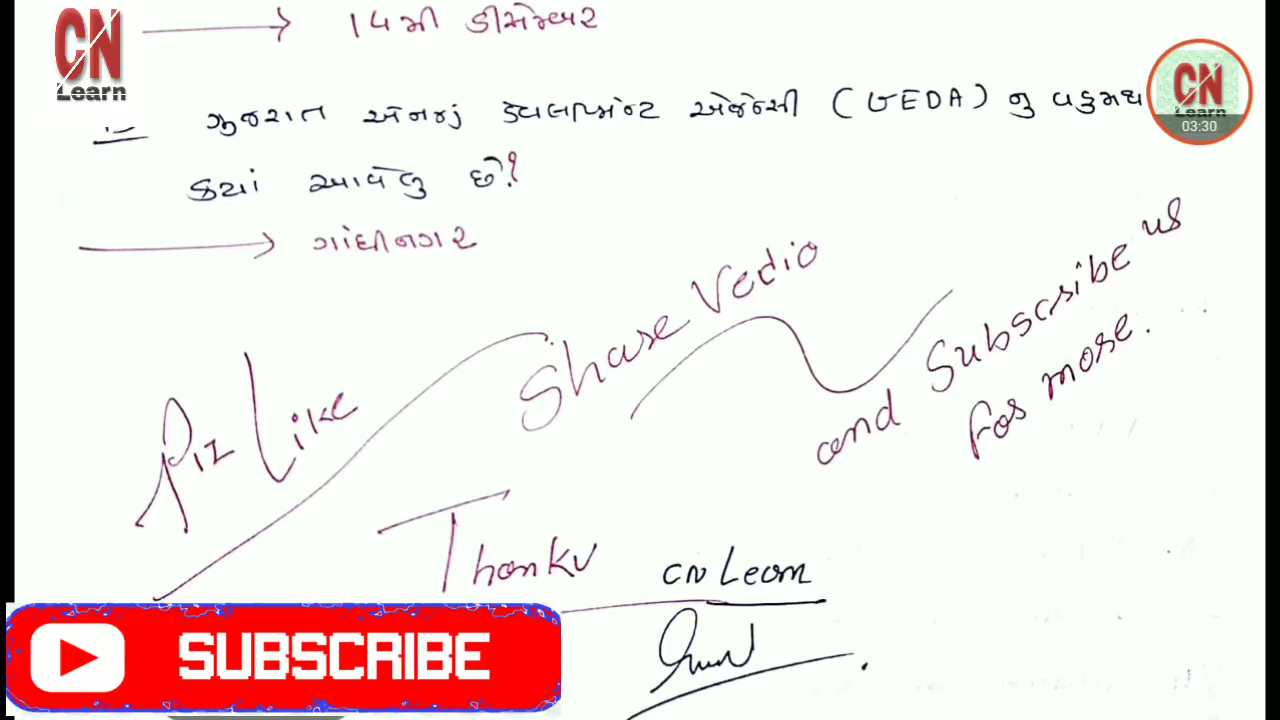 CN Learn
14મી ડીસેમ્બર
ગુજરાત એનર્જી ડેવલપમેન્ટ એજેન્સી (GEDA) નુ વડુમથ
CN Learn
03:30
કયાં આવેલુ છે?
ગાંધીનગર
Plz Like
Share Vedio
and Subscribe us
for more.
Thanku
CN Learn
SUBSCRIBE